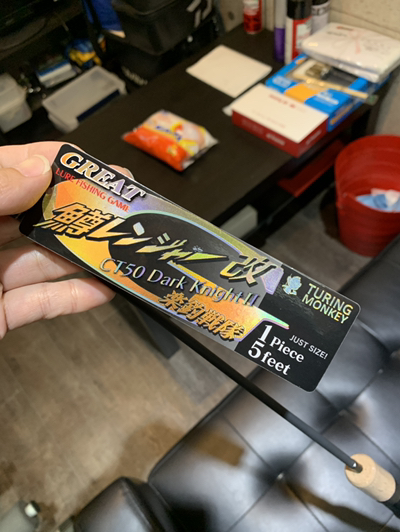 GREAT
LURE FISHING GAME
鱒レンジャー改
CT50 Dark Knight II
TURING
MONKEY
JUST SIZE!
1 Piece
5 feet